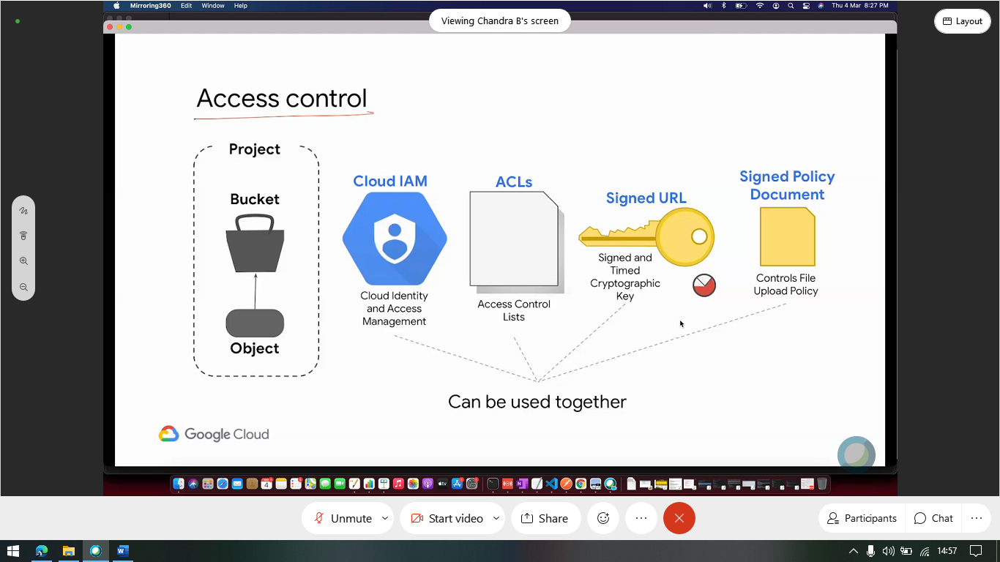 Mirroring360 Edit Window Help
Thu 4 Mar 8:27 PM
Viewing Chandra B's screen
Layout
Access control
Project
Bucket
Object
Cloud IAM
Cloud Identity
and Access
Management
ACLs
Access Control
Lists
Signed URL
Signed and
Timed
Cryptographic
Key
Signed Policy
Document
Controls File
Upload Policy
Can be used together
Google Cloud
Unmute
Start video
Share
Participants
Chat
14:57